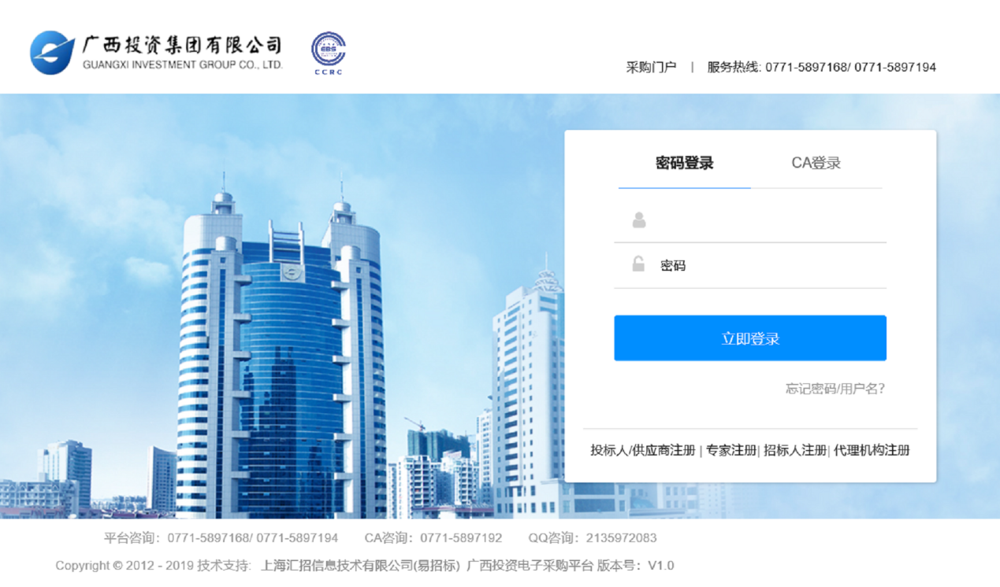 广西投资集团有限公司
GUANGXI INVESTMENT GROUP CO., LTD.
EBS
CCRC
采购门户 | 服务热线: 0771-5897168/ 0771-5897194
密码登录 CA登录
密码
立即登录
忘记密码/用户名？
投标人/供应商注册 | 专家注册| 招标人注册| 代理机构注册
平台咨询：0771-5897168/ 0771-5897194 CA咨询：0771-5897192 QQ咨询：2135972083
Copyright © 2012 - 2019 技术支持: 上海汇招信息技术有限公司(易招标) 广西投资电子采购平台 版本号：V1.0